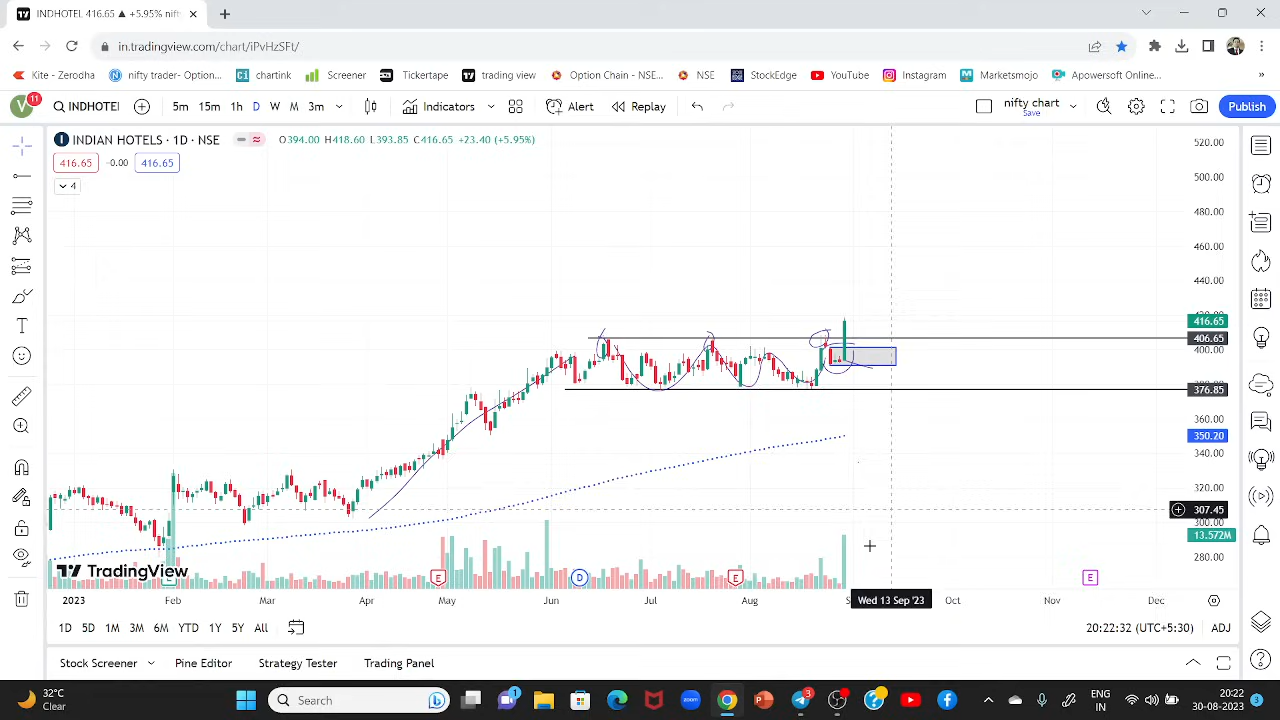 INDHOTEL 416.65 ▲ +5.95% nifty
in.tradingview.com/chart/iPvHzSFt/
Kite - Zerodha
nifty trader- Option...
chartink
Screener
Tickertape
trading view
Option Chain - NSE...
NSE
StockEdge
YouTube
Instagram
Marketsmojo
Apowersoft Onlin...
»
V 11
INDHOTEL
5m 15m 1h D W M 3m
Indicators
Alert
Replay
nifty chart
Save
Publish
INDIAN HOTELS · 1D · NSE
O394.00 H418.60 L393.85 C416.65 +23.40 (+5.95%)
416.65 -0.00 416.65
4
520.00
500.00
480.00
460.00
440.00
416.65
406.65
400.00
376.85
360.00
350.20
340.00
320.00
307.45
300.00
13.572M
280.00
TradingView
E
D
E
E
2023 Feb Mar Apr May Jun Jul Aug Wed 13 Sep '23 Oct Nov Dec
1D 5D 1M 3M 6M YTD 1Y 5Y All
20:22:32 (UTC+5:30) ADJ
Stock Screener
Pine Editor
Strategy Tester
Trading Panel
32°C
Clear
Search
1
zoom
3
ENG
IN
20:22
30-08-2023
3